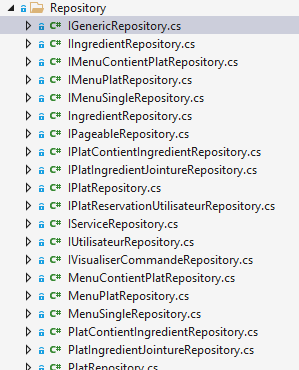 Repository
C# IGenericRepository.cs
C# IIngredientRepository.cs
C# IMenuContientPlatRepository.cs
C# IMenuPlatRepository.cs
C# IMenuSingleRepository.cs
C# IngredientRepository.cs
C# IPageableRepository.cs
C# IPlatContientIngredientRepository.cs
C# IPlatIngredientJointureRepository.cs
C# IPlatRepository.cs
C# IPlatReservationUtilisateurRepository.cs
C# IServiceRepository.cs
C# IUtilisateurRepository.cs
C# IVisualiserCommandeRepository.cs
C# MenuContientPlatRepository.cs
C# MenuPlatRepository.cs
C# MenuSingleRepository.cs
C# PlatContientIngredientRepository.cs
C# PlatIngredientJointureRepository.cs
C# PlatRepository.cs